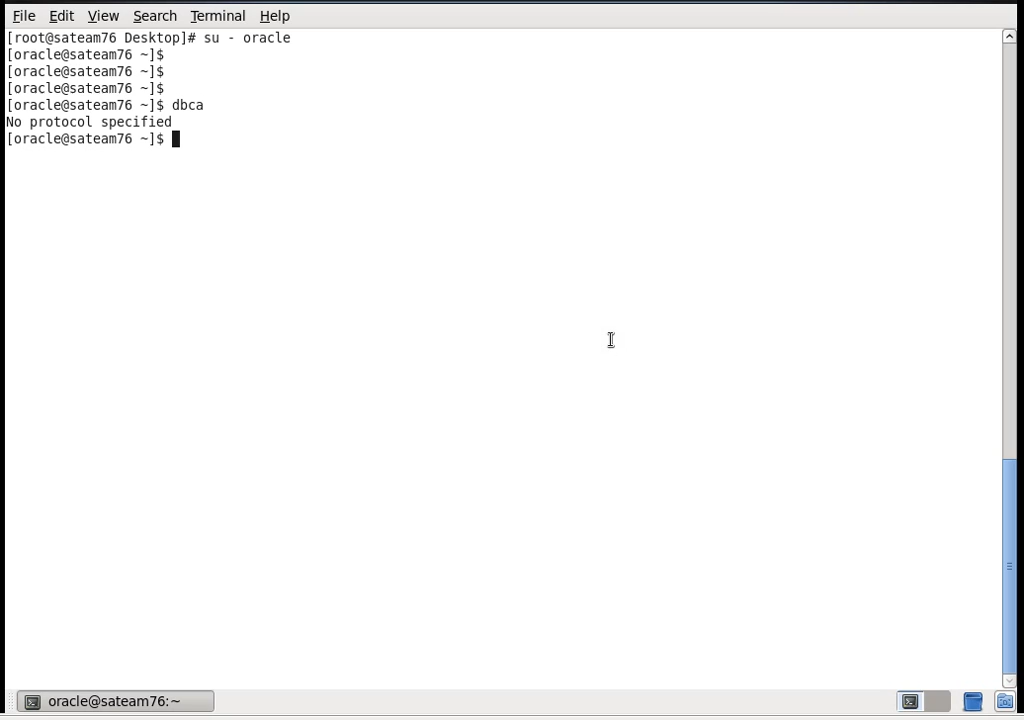 File Edit View Search Terminal Help
[root@sateam76 Desktop]# su - oracle
[oracle@sateam76 ~]$
[oracle@sateam76 ~]$
[oracle@sateam76 ~]$
[oracle@sateam76 ~]$ dbca
No protocol specified
[oracle@sateam76 ~]$
oracle@sateam76:~